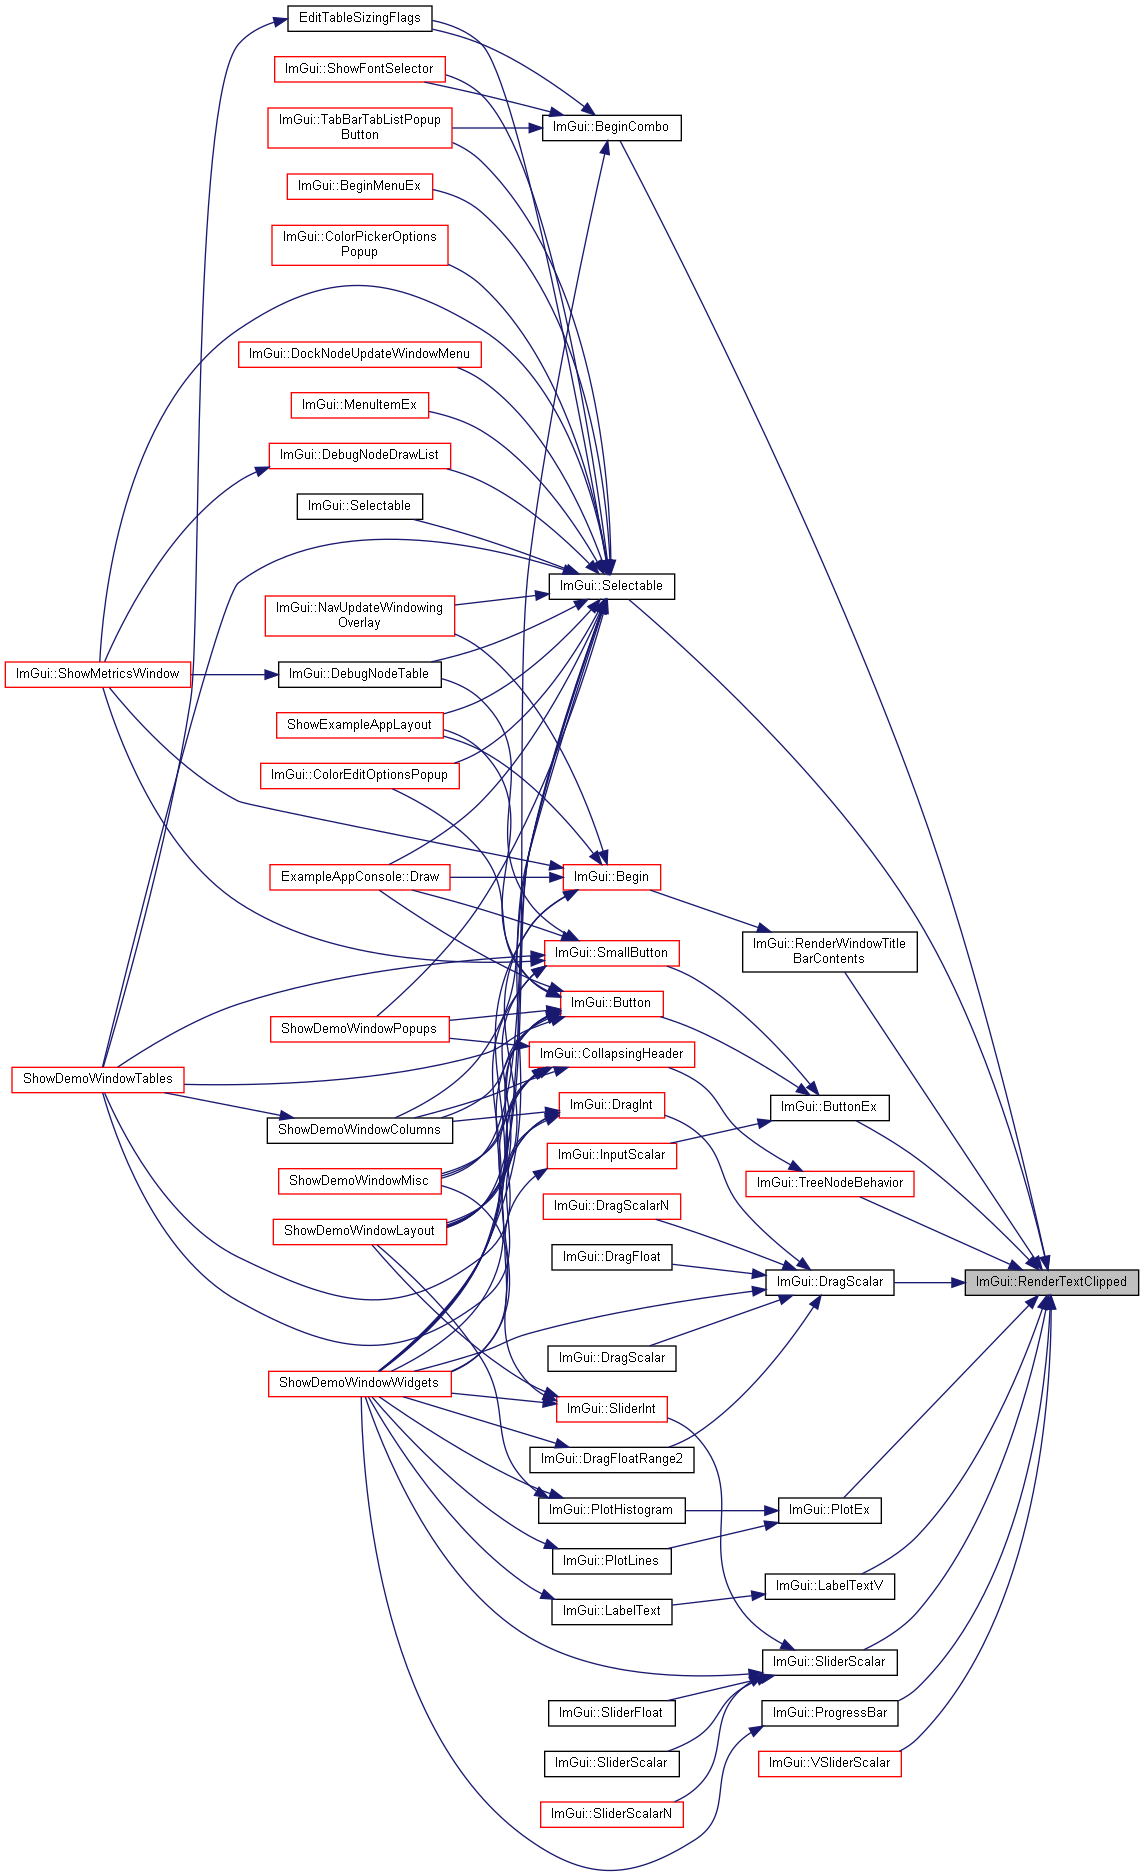 EditTableSizingFlags
ImGui::ShowFontSelector
ImGui::TabBarTabListPopup
Button
ImGui::BeginCombo
ImGui::BeginMenuEx
ImGui::ColorPickerOptions
Popup
ImGui::DockNodeUpdateWindowMenu
ImGui::MenuItemEx
ImGui::DebugNodeDrawList
ImGui::Selectable
ImGui::Selectable
ImGui::NavUpdateWindowing
Overlay
ImGui::ShowMetricsWindow
ImGui::DebugNodeTable
ShowExampleAppLayout
ImGui::ColorEditOptionsPopup
ExampleAppConsole::Draw
ImGui::Begin
ImGui::RenderWindowTitle
BarContents
ImGui::SmallButton
ImGui::Button
ShowDemoWindowPopups
ImGui::CollapsingHeader
ShowDemoWindowTables
ImGui::DragInt
ImGui::ButtonEx
ShowDemoWindowColumns
ImGui::InputScalar
ShowDemoWindowMisc
ImGui::TreeNodeBehavior
ImGui::DragScalarN
ShowDemoWindowLayout
ImGui::DragFloat
ImGui::DragScalar
ImGui::RenderTextClipped
ImGui::DragScalar
ShowDemoWindowWidgets
ImGui::SliderInt
ImGui::DragFloatRange2
ImGui::PlotHistogram
ImGui::PlotEx
ImGui::PlotLines
ImGui::LabelTextV
ImGui::LabelText
ImGui::SliderScalar
ImGui::SliderFloat
ImGui::ProgressBar
ImGui::SliderScalar
ImGui::VSliderScalar
ImGui::SliderScalarN